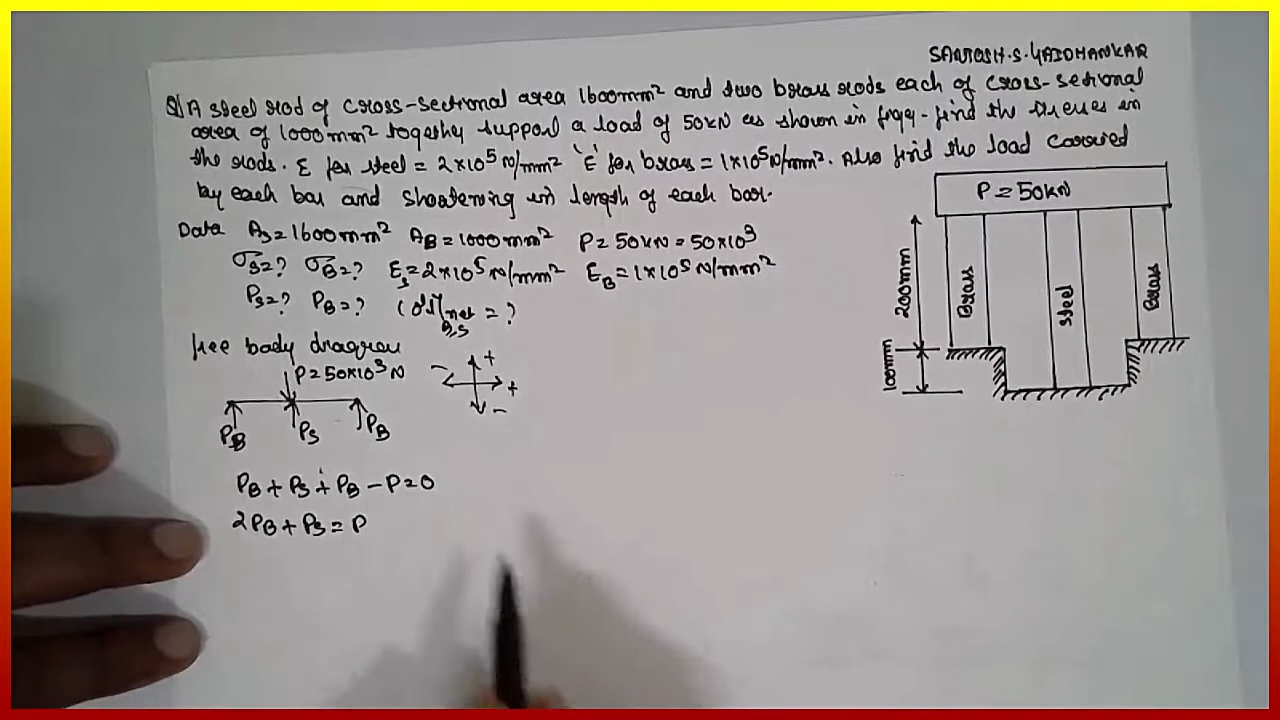 SANTOSH.S.GAIDHANKAR
Q) A steel rod of cross-sectional area 1600mm² and two brass rods each of cross-sectional
area of 1000mm² together support a load of 50kN as shown in fig. find the stresses in
the rods. E for steel = 2×10⁵ N/mm² 'E' for brass = 1×10⁵N/mm². Also find the load carried
by each bar and shortening in length of each bar.
Data As=1600mm² AB=1000mm² P=50kN=50×10³
σs=? σB=? Es=2×10⁵N/mm² EB=1×10⁵N/mm²
Ps=? PB=? (δl)net B,S =?
free body diagram
P=50×10³N
- + + -
PB Ps PB
PB + Ps + PB - P = 0
2PB + Ps = P
P = 50kN
200mm
Brass
steel
Brass
100mm